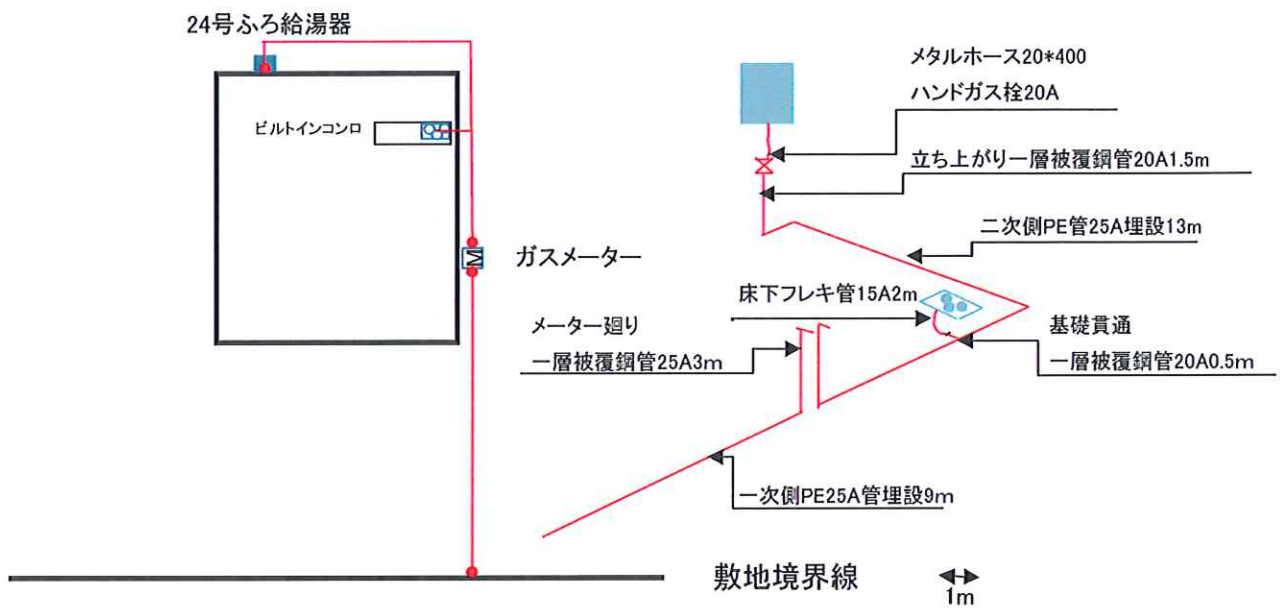 24号ふろ給湯器
ビルトインコンロ
M
ガスメーター
メタルホース20*400
ハンドガス栓20A
立ち上がり一層被覆鋼管20A1.5m
二次側PE管25A埋設13m
床下フレキ管15A2m
メーター廻り
一層被覆鋼管25A3m
基礎貫通
一層被覆鋼管20A0.5m
一次側PE25A管埋設9m
敷地境界線
1m